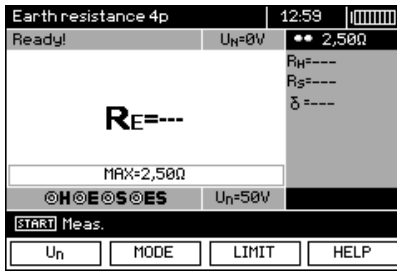 Earth resistance 4p 12:59
Ready! UN=0V 2,50Ω
RH=---
RS=---
δ=---
RE=---
MAX=2,50Ω
H E S ES Un=50V
START Meas.
Un MODE LIMIT HELP